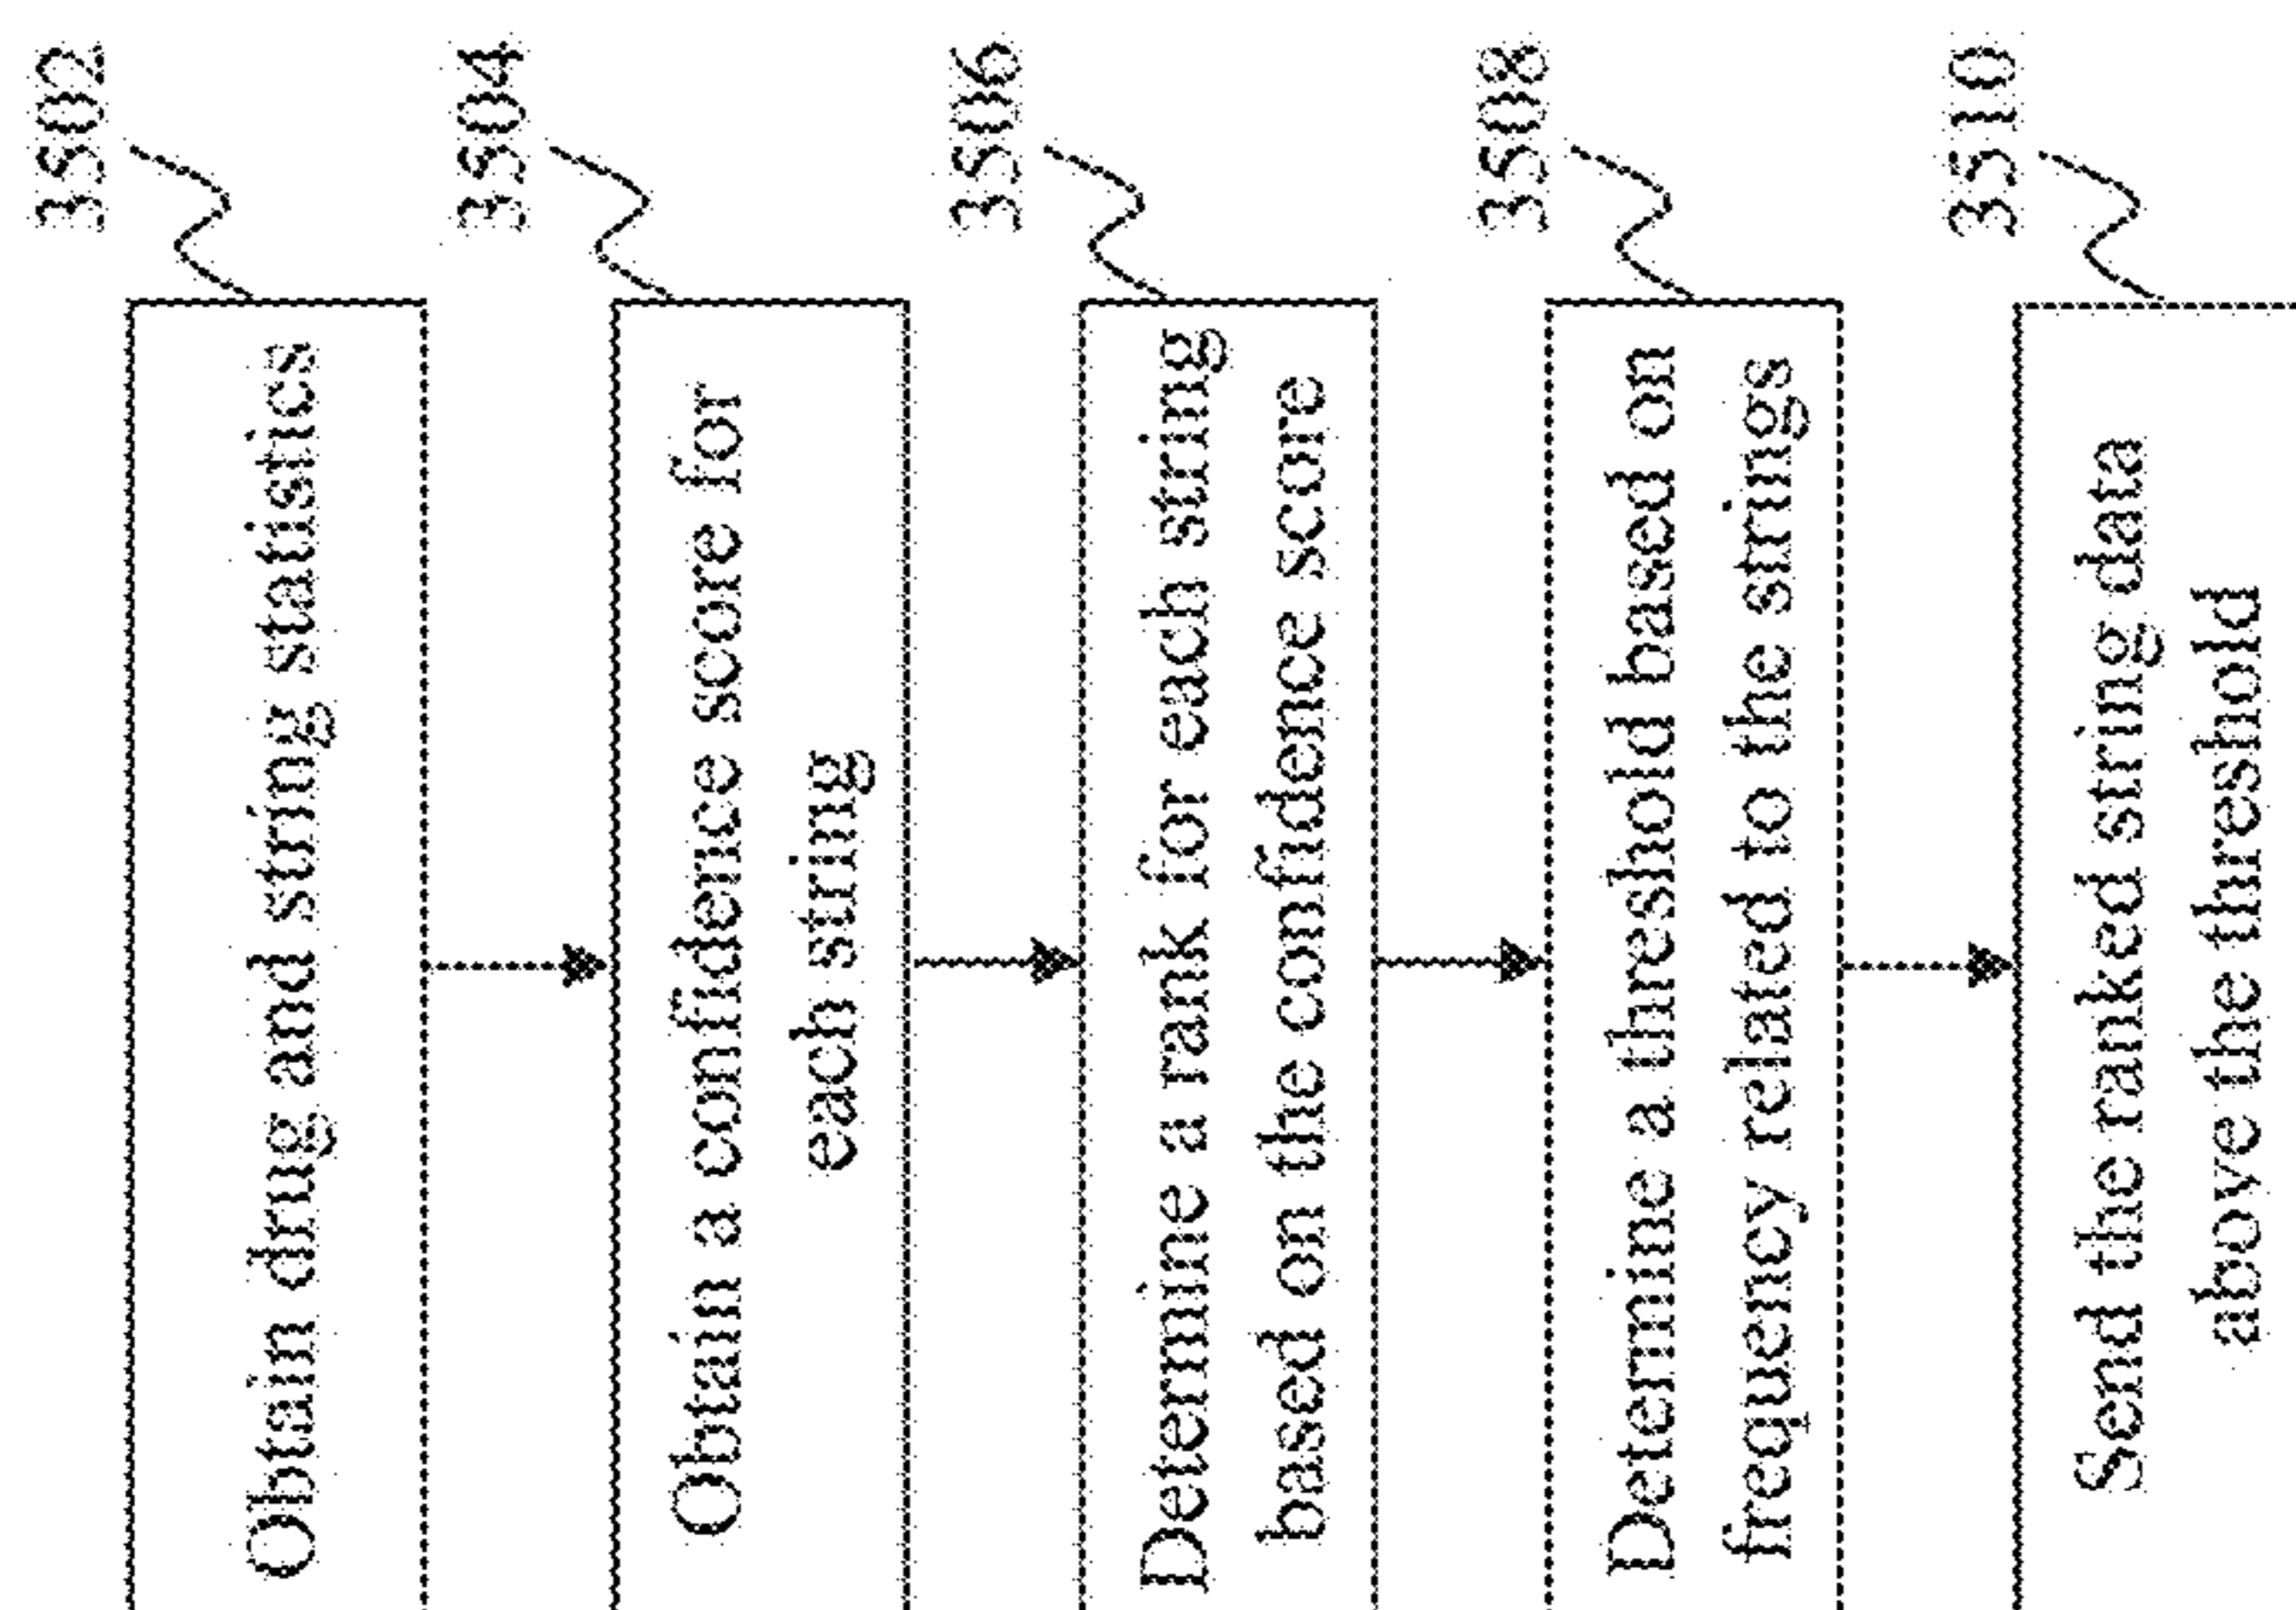 3502
Obtain drug and string statistics
3504
Obtain a confidence score for
each string
3506
Determine a rank for each string
based on the confidence score
3508
Determine a threshold based on
frequency related to the strings
3510
Send the ranked string data
above the threshold